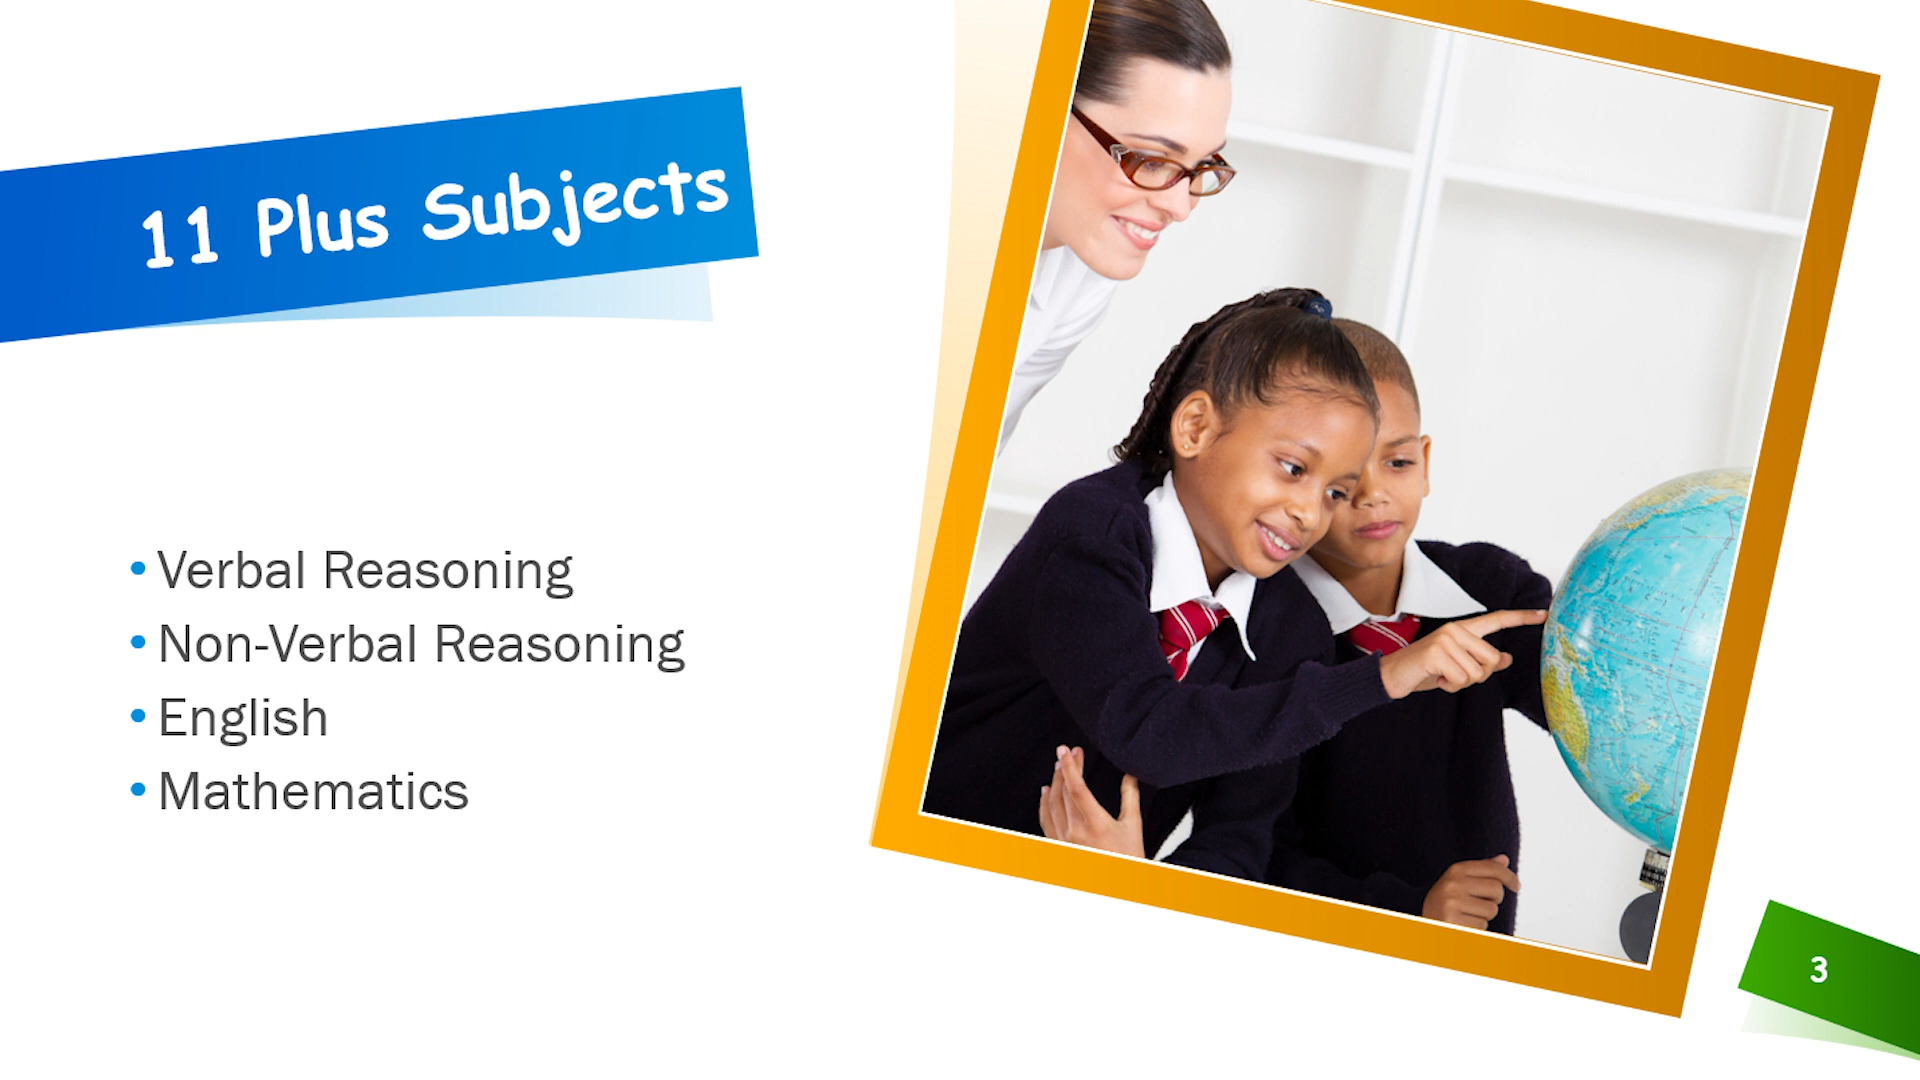 11 Plus Subjects
• Verbal Reasoning
• Non-Verbal Reasoning
• English
• Mathematics
3